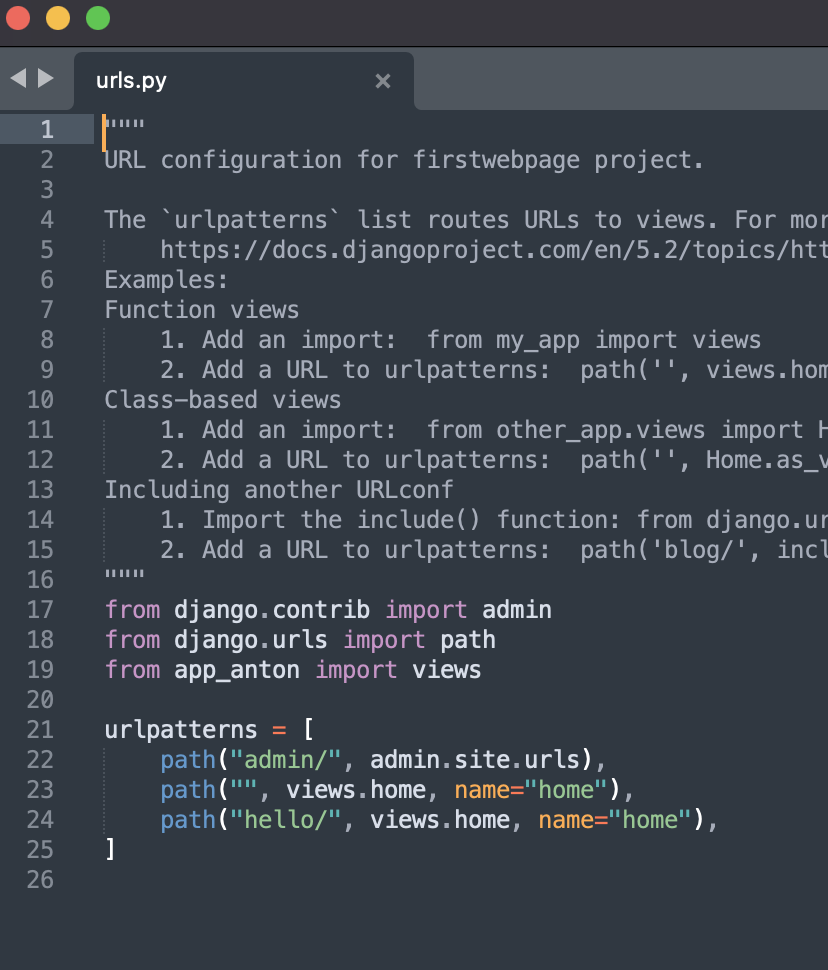 urls.py
1 """
2 URL configuration for firstwebpage project.
3
4 The `urlpatterns` list routes URLs to views. For mor
5     https://docs.djangoproject.com/en/5.2/topics/htt
6 Examples:
7 Function views
8     1. Add an import:  from my_app import views
9     2. Add a URL to urlpatterns:  path('', views.hom
10 Class-based views
11     1. Add an import:  from other_app.views import H
12     2. Add a URL to urlpatterns:  path('', Home.as_v
13 Including another URLconf
14     1. Import the include() function: from django.ur
15     2. Add a URL to urlpatterns:  path('blog/', incl
16 """
17 from django.contrib import admin
18 from django.urls import path
19 from app_anton import views
20
21 urlpatterns = [
22     path("admin/", admin.site.urls),
23     path("", views.home, name="home"),
24     path("hello/", views.home, name="home"),
25 ]
26